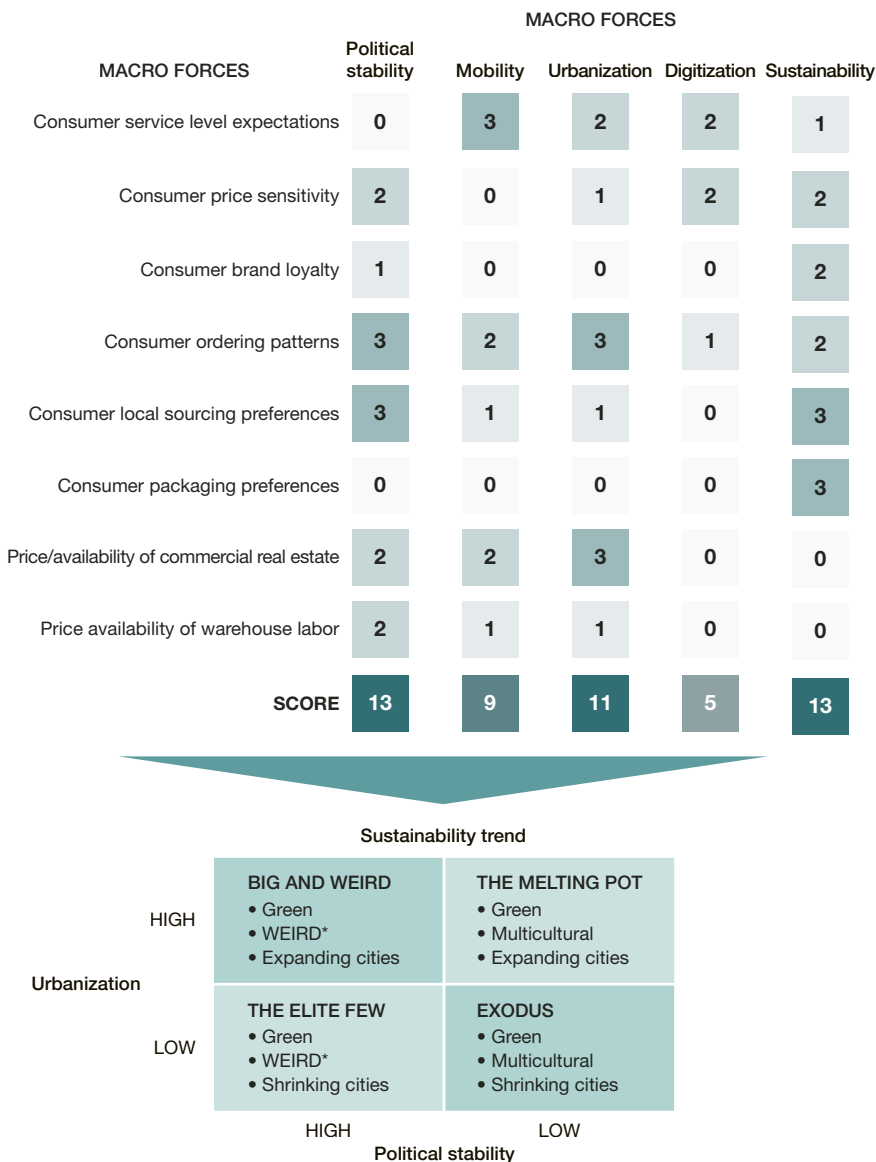 MACRO FORCES
MACRO FORCES
Political
stability
Mobility
Urbanization
Digitization
Sustainability
Consumer service level expectations 0 3 2 2 1
Consumer price sensitivity 2 0 1 2 2
Consumer brand loyalty 1 0 0 0 2
Consumer ordering patterns 3 2 3 1 2
Consumer local sourcing preferences 3 1 1 0 3
Consumer packaging preferences 0 0 0 0 3
Price/availability of commercial real estate 2 2 3 0 0
Price availability of warehouse labor 2 1 1 0 0
SCORE 13 9 11 5 13
Sustainability trend
Urbanization
HIGH
BIG AND WEIRD
• Green
• WEIRD*
• Expanding cities
THE MELTING POT
• Green
• Multicultural
• Expanding cities
LOW
THE ELITE FEW
• Green
• WEIRD*
• Shrinking cities
EXODUS
• Green
• Multicultural
• Shrinking cities
HIGH LOW
Political stability